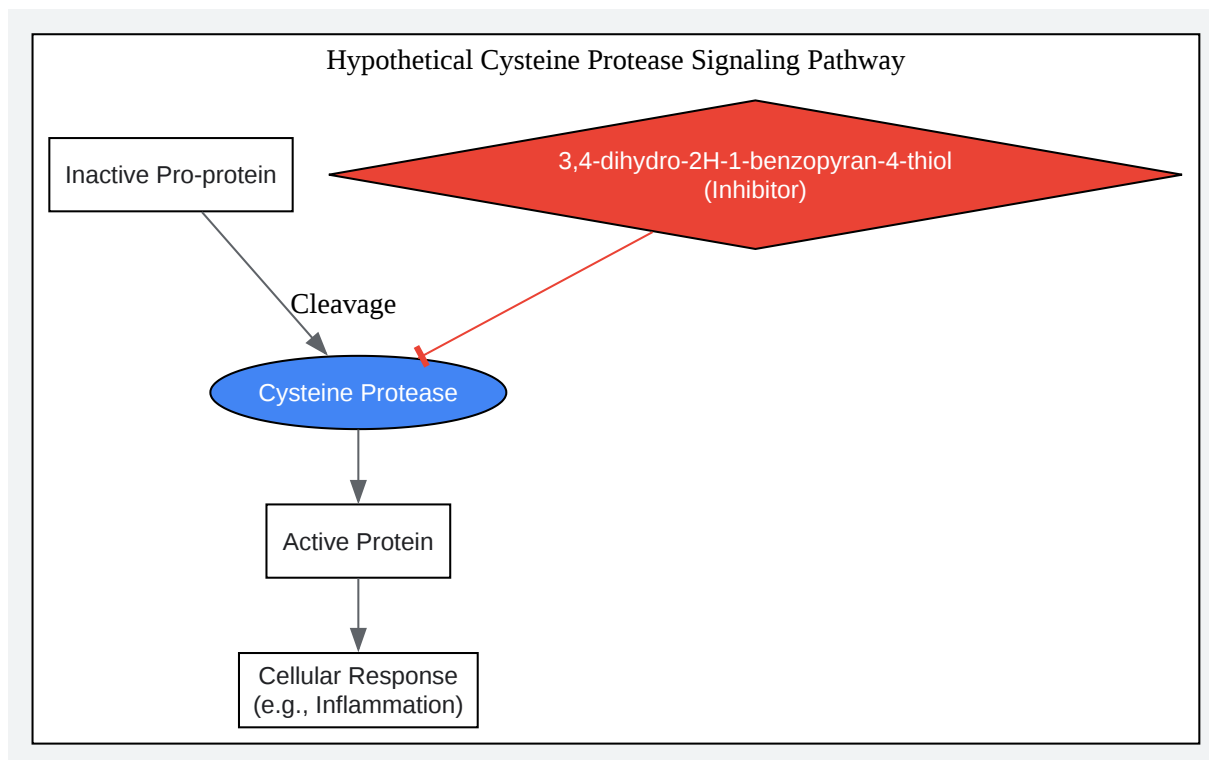 Hypothetical Cysteine Protease Signaling Pathway
Inactive Pro-protein
3,4-dihydro-2H-1-benzopyran-4-thiol
(Inhibitor)
Cleavage
Cysteine Protease
Active Protein
Cellular Response
(e.g., Inflammation)